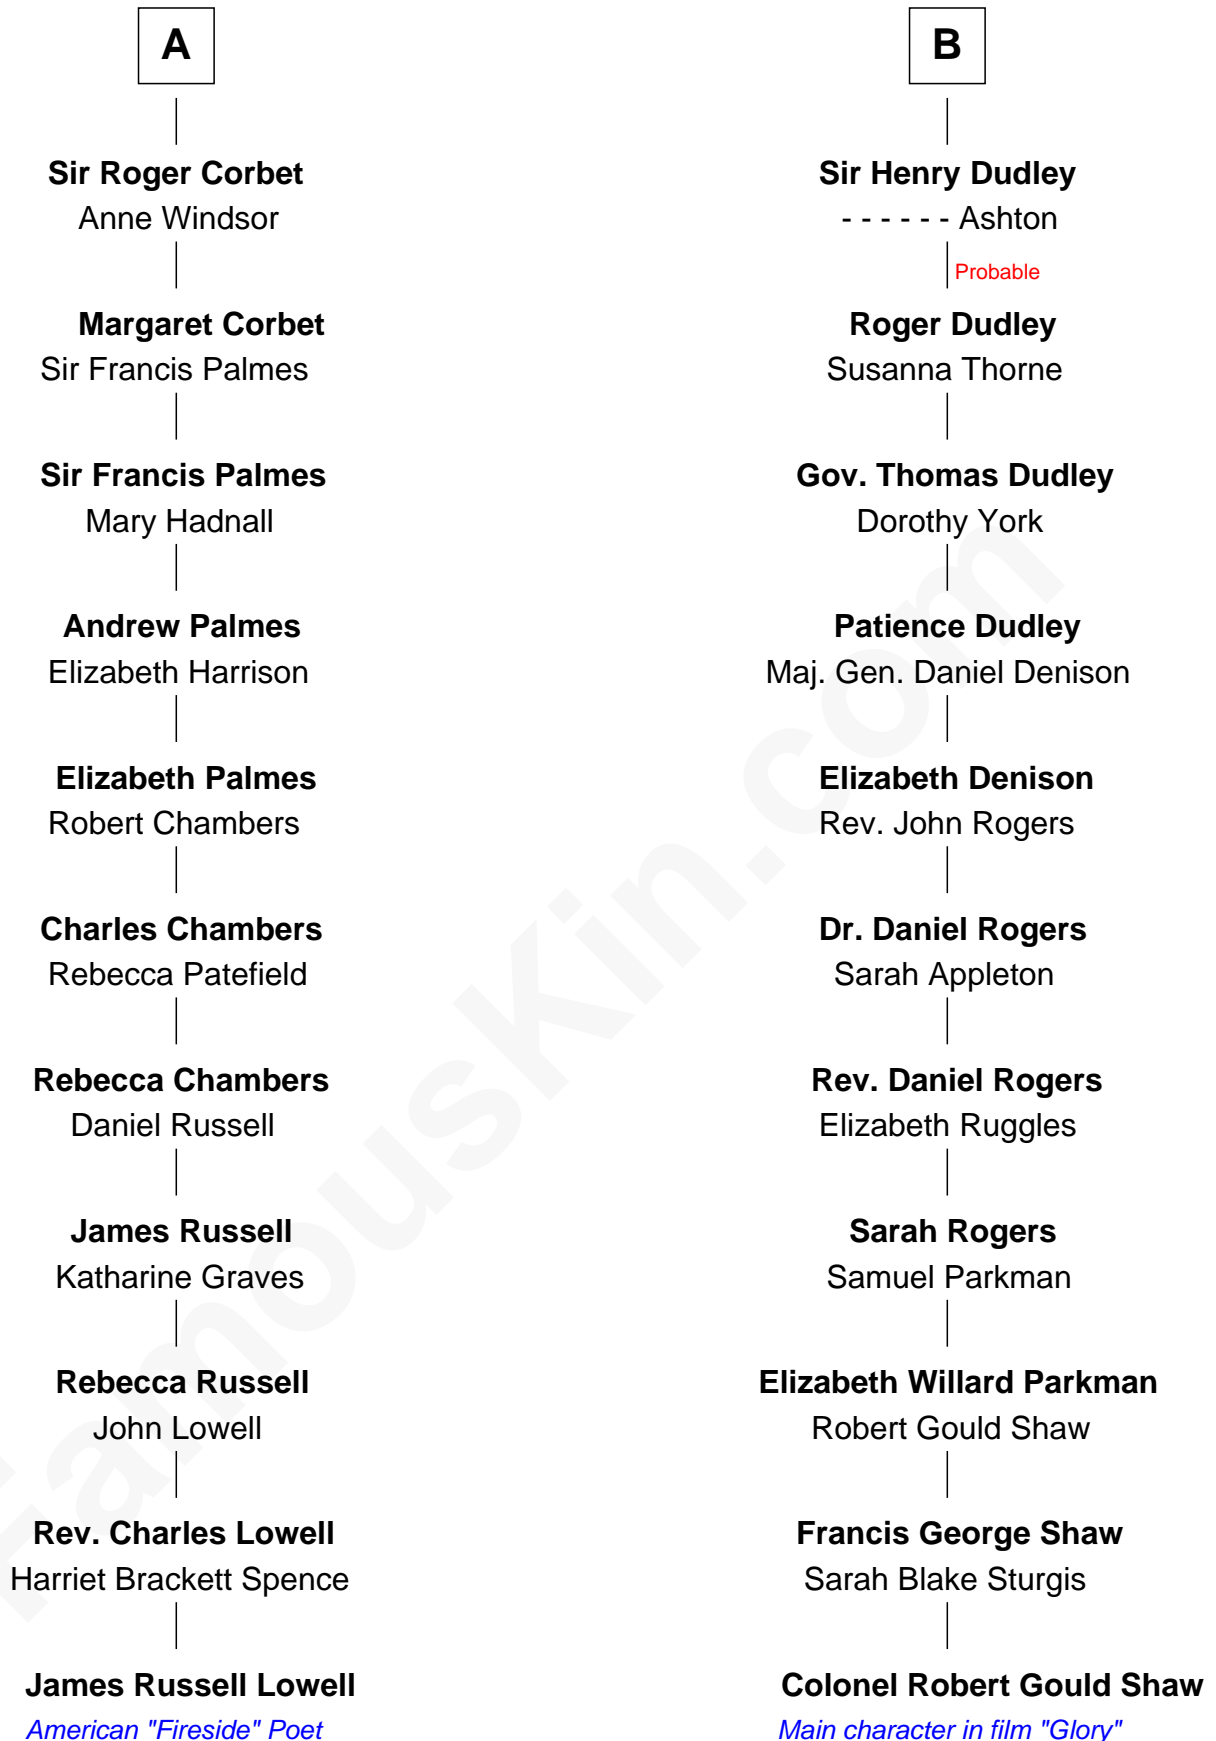 A
Sir Roger Corbet
Anne Windsor
Margaret Corbet
Sir Francis Palmes
Sir Francis Palmes
Mary Hadnall
Andrew Palmes
Elizabeth Harrison
Elizabeth Palmes
Robert Chambers
Charles Chambers
Rebecca Patefield
Rebecca Chambers
Daniel Russell
James Russell
Katharine Graves
Rebecca Russell
John Lowell
Rev. Charles Lowell
Harriet Brackett Spence
James Russell Lowell
American "Fireside" Poet
B
Sir Henry Dudley
- - - - - - Ashton
Probable
Roger Dudley
Susanna Thorne
Gov. Thomas Dudley
Dorothy York
Patience Dudley
Maj. Gen. Daniel Denison
Elizabeth Denison
Rev. John Rogers
Dr. Daniel Rogers
Sarah Appleton
Rev. Daniel Rogers
Elizabeth Ruggles
Sarah Rogers
Samuel Parkman
Elizabeth Willard Parkman
Robert Gould Shaw
Francis George Shaw
Sarah Blake Sturgis
Colonel Robert Gould Shaw
Main character in film "Glory"
FamousKin.com